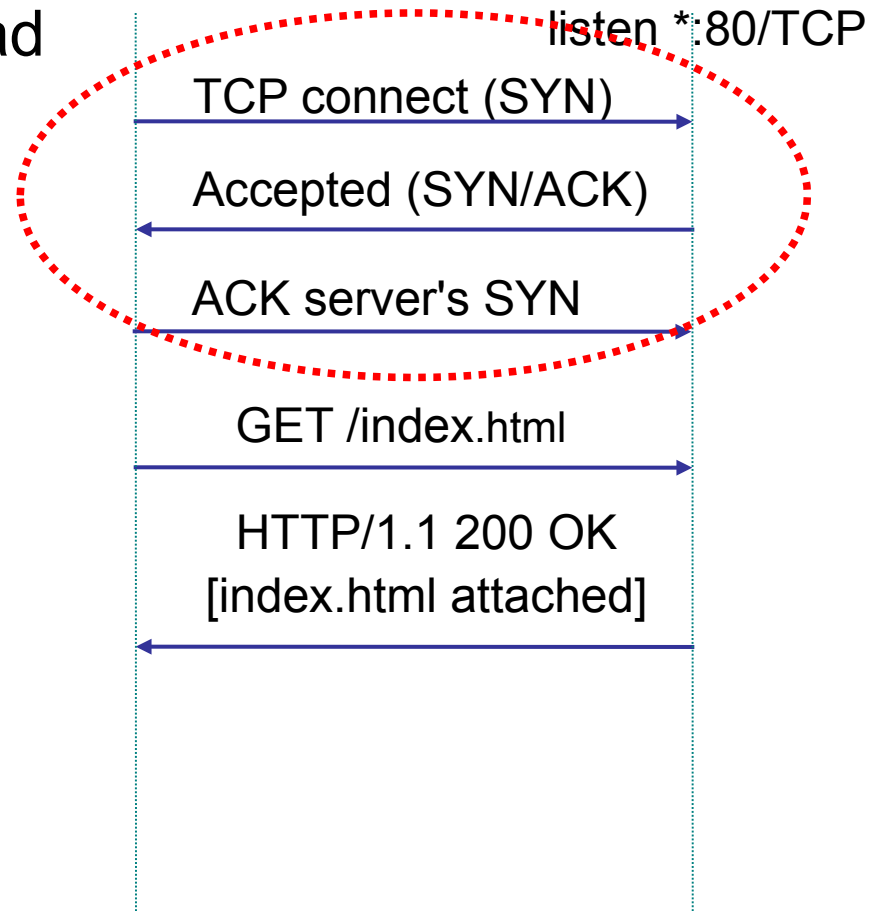 listen *:80/TCP
TCP connect (SYN)
Accepted (SYN/ACK)
ACK server's SYN
GET /index.html
HTTP/1.1 200 OK
[index.html attached]